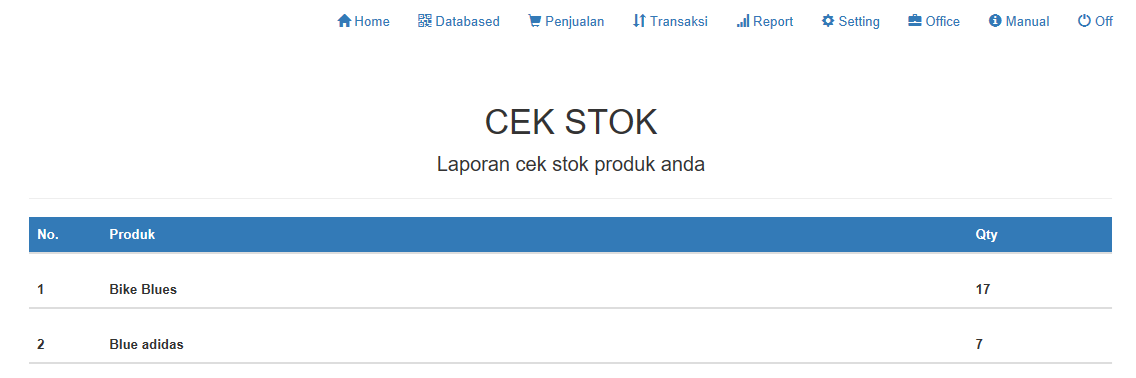 Home Databased Penjualan Transaksi Report Setting Office Manual Off
CEK STOK
Laporan cek stok produk anda
No. Produk Qty
1 Bike Blues 17
2 Blue adidas 7